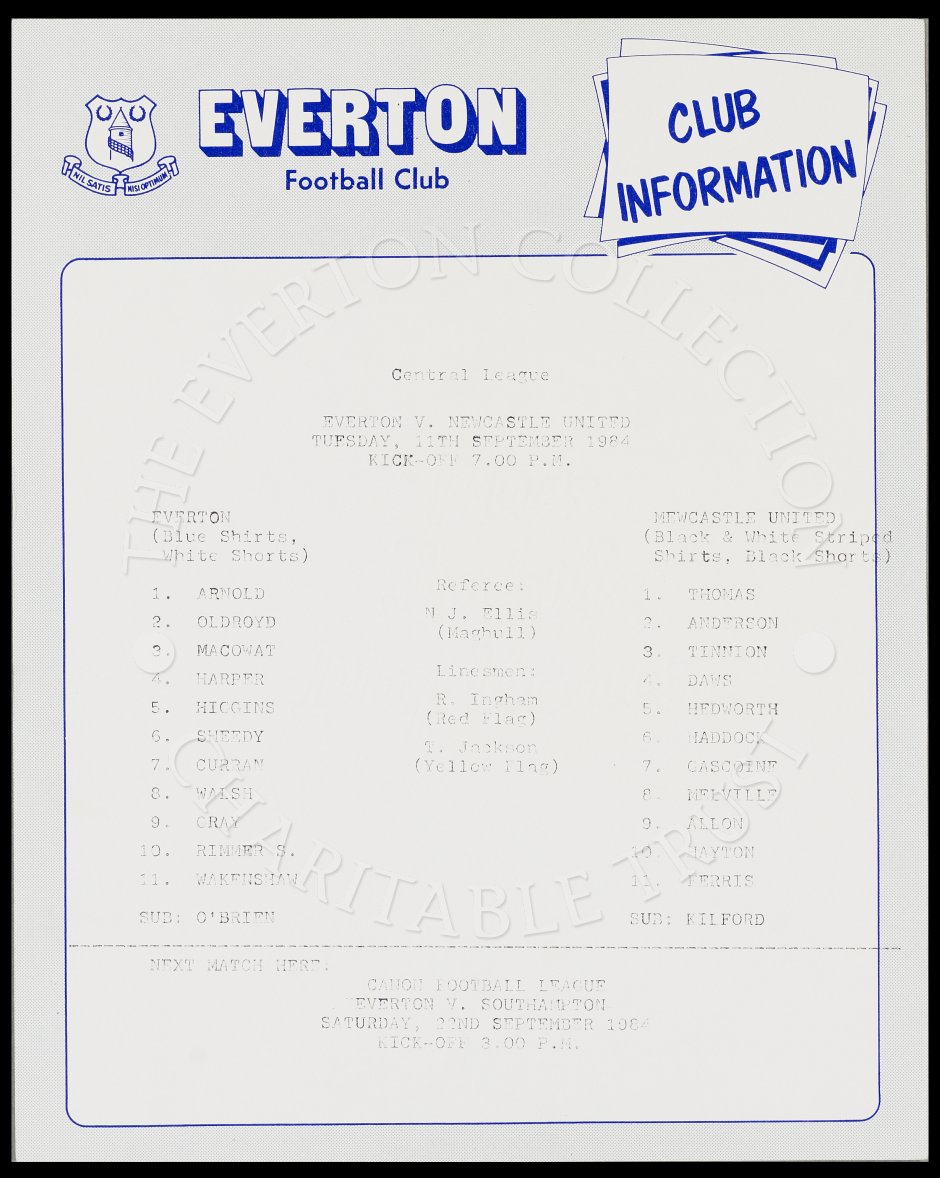 EVERTON
Football Club
NIL SATIS NISI OPTIMUM
CLUB
INFORMATION
THE EVERTON COLLECTION
CHARITABLE TRUST
Central League
EVERTON V. NEWCASTLE UNITED
TUESDAY, 11TH SEPTEMBER 1984
KICK-OFF 7.00 P.M.
EVERTON
(Blue Shirts,
White Shorts)
1. ARNOLD
2. OLDROYD
3. MACOWAT
4. HARPER
5. HIGGINS
6. SHEEDY
7. CURRAN
8. WALSH
9. GRAY
10. RIMMER S.
11. WAKENSHAW
SUB: O'BRIEN
Referee:
N J. Ellis
(Maghull)
Linesmen:
R. Ingham
(Red Flag)
T. Jackson
(Yellow Flag)
NEWCASTLE UNITED
(Black & White Striped
Shirts, Black Shorts)
1. THOMAS
2. ANDERSON
3. TINNION
4. DAWS
5. HEDWORTH
6. HADDOCK
7. GASCOINE
8. MELVILLE
9. ALLON
10. HAYTON
11. FERRIS
SUB: KILFORD
NEXT MATCH HERE:
CANON FOOTBALL LEAGUE
EVERTON V. SOUTHAMPTON
SATURDAY, 22ND SEPTEMBER 1984
KICK-OFF 3.00 P.M.